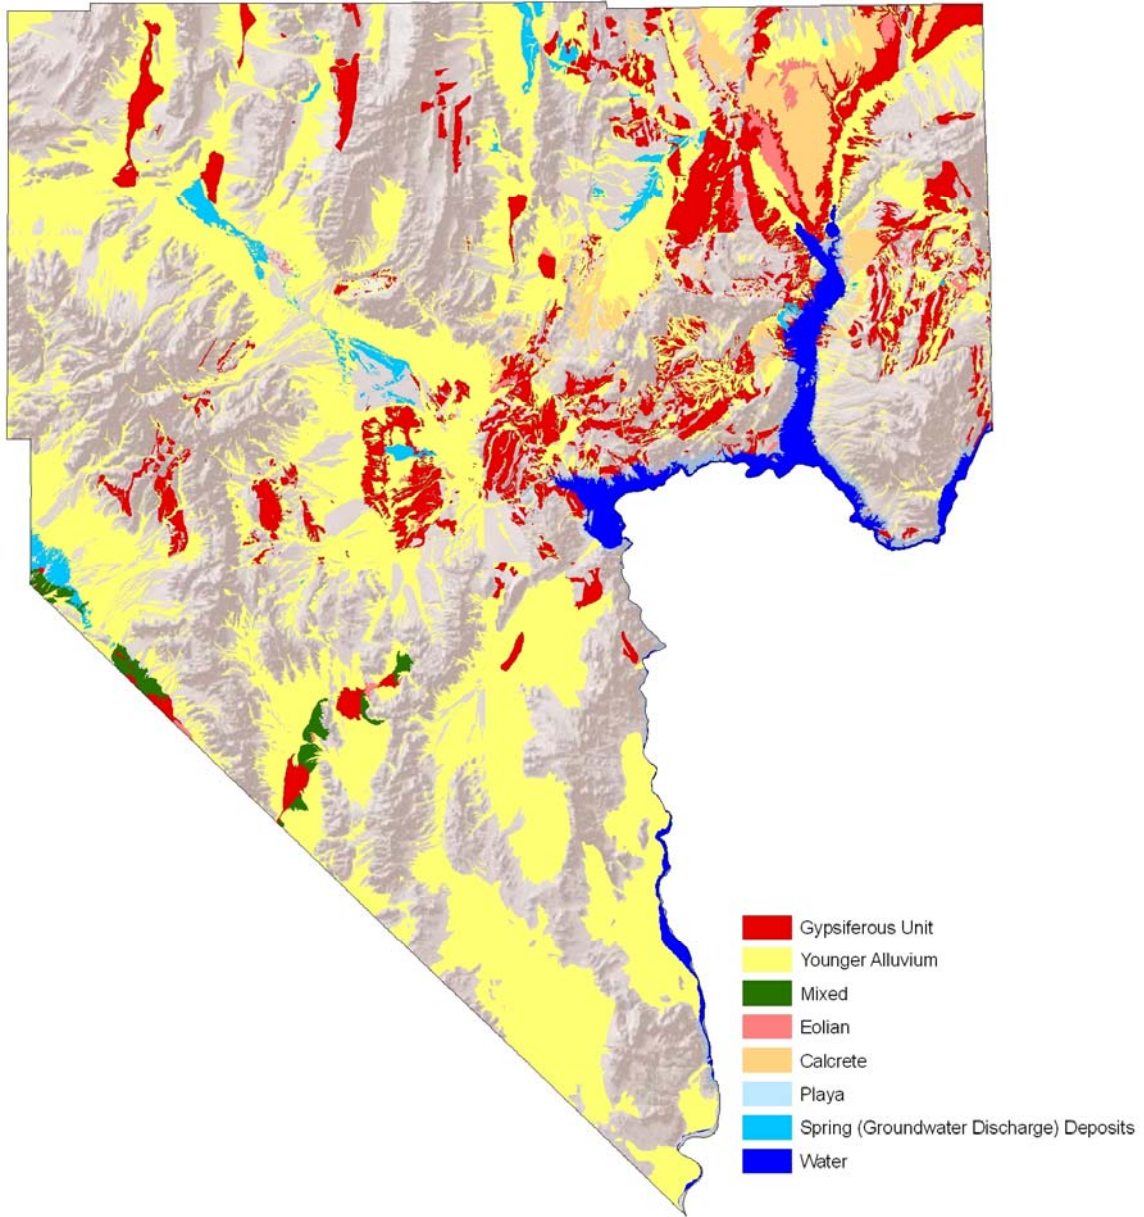 Gypsiferous Unit
Younger Alluvium
Mixed
Eolian
Calcrete
Playa
Spring (Groundwater Discharge) Deposits
Water